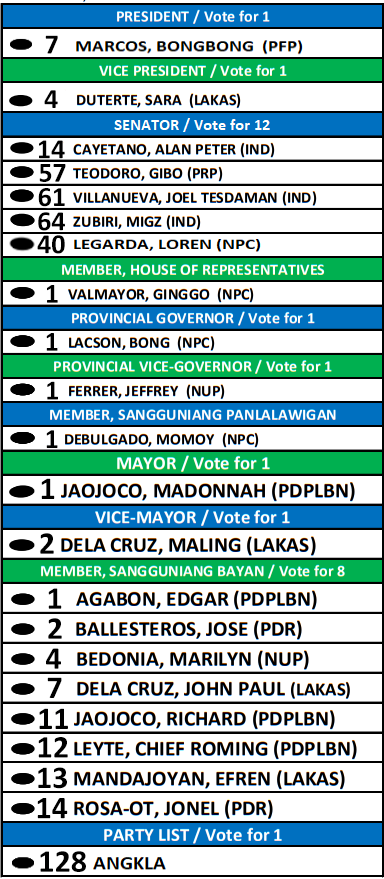 PRESIDENT / Vote for 1
7 MARCOS, BONGBONG (PFP)
VICE PRESIDENT / Vote for 1
4 DUTERTE, SARA (LAKAS)
SENATOR / Vote for 12
14 CAYETANO, ALAN PETER (IND)
57 TEODORO, GIBO (PRP)
61 VILLANUEVA, JOEL TESDAMAN (IND)
64 ZUBIRI, MIGZ (IND)
40 LEGARDA, LOREN (NPC)
MEMBER, HOUSE OF REPRESENTATIVES
1 VALMAYOR, GINGGO (NPC)
PROVINCIAL GOVERNOR / Vote for 1
1 LACSON, BONG (NPC)
PROVINCIAL VICE-GOVERNOR / Vote for 1
1 FERRER, JEFFREY (NUP)
MEMBER, SANGGUNIANG PANLALAWIGAN
1 DEBULGADO, MOMOY (NPC)
MAYOR / Vote for 1
1 JAOJOCO, MADONNAH (PDPLBN)
VICE-MAYOR / Vote for 1
2 DELA CRUZ, MALING (LAKAS)
MEMBER, SANGGUNIANG BAYAN / Vote for 8
1 AGABON, EDGAR (PDPLBN)
2 BALLESTEROS, JOSE (PDR)
4 BEDONIA, MARILYN (NUP)
7 DELA CRUZ, JOHN PAUL (LAKAS)
11 JAOJOCO, RICHARD (PDPLBN)
12 LEYTE, CHIEF ROMING (PDPLBN)
13 MANDAJOYAN, EFREN (LAKAS)
14 ROSA-OT, JONEL (PDR)
PARTY LIST / Vote for 1
128 ANGKLA